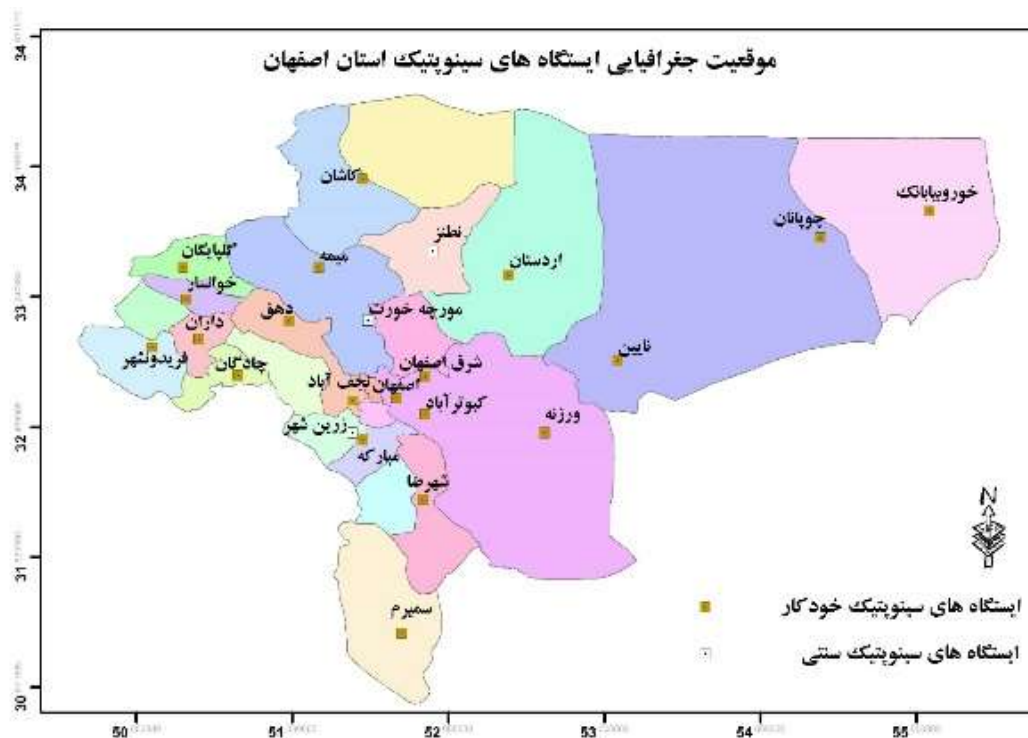 موقعیت جغرافیایی ایستگاه های سینوپتیک استان اصفهان
34
34
33
32
31
30
کاشان
خوروبیابانک
چوپانان
نطنز
گلپایگان
میمه
اردستان
خوانسار
دهق
مورچه خورت
داران
فریدونشهر
چادگان
شرق اصفهان
نایین
نجف آباد
اصفهان
کبوترآباد
ورزنه
زرین شهر
مبارکه
شهرضا
سمیرم
N
ایستگاه های سینوپتیک خودکار
ایستگاه های سینوپتیک سنتی
50
51
52
53
54
55